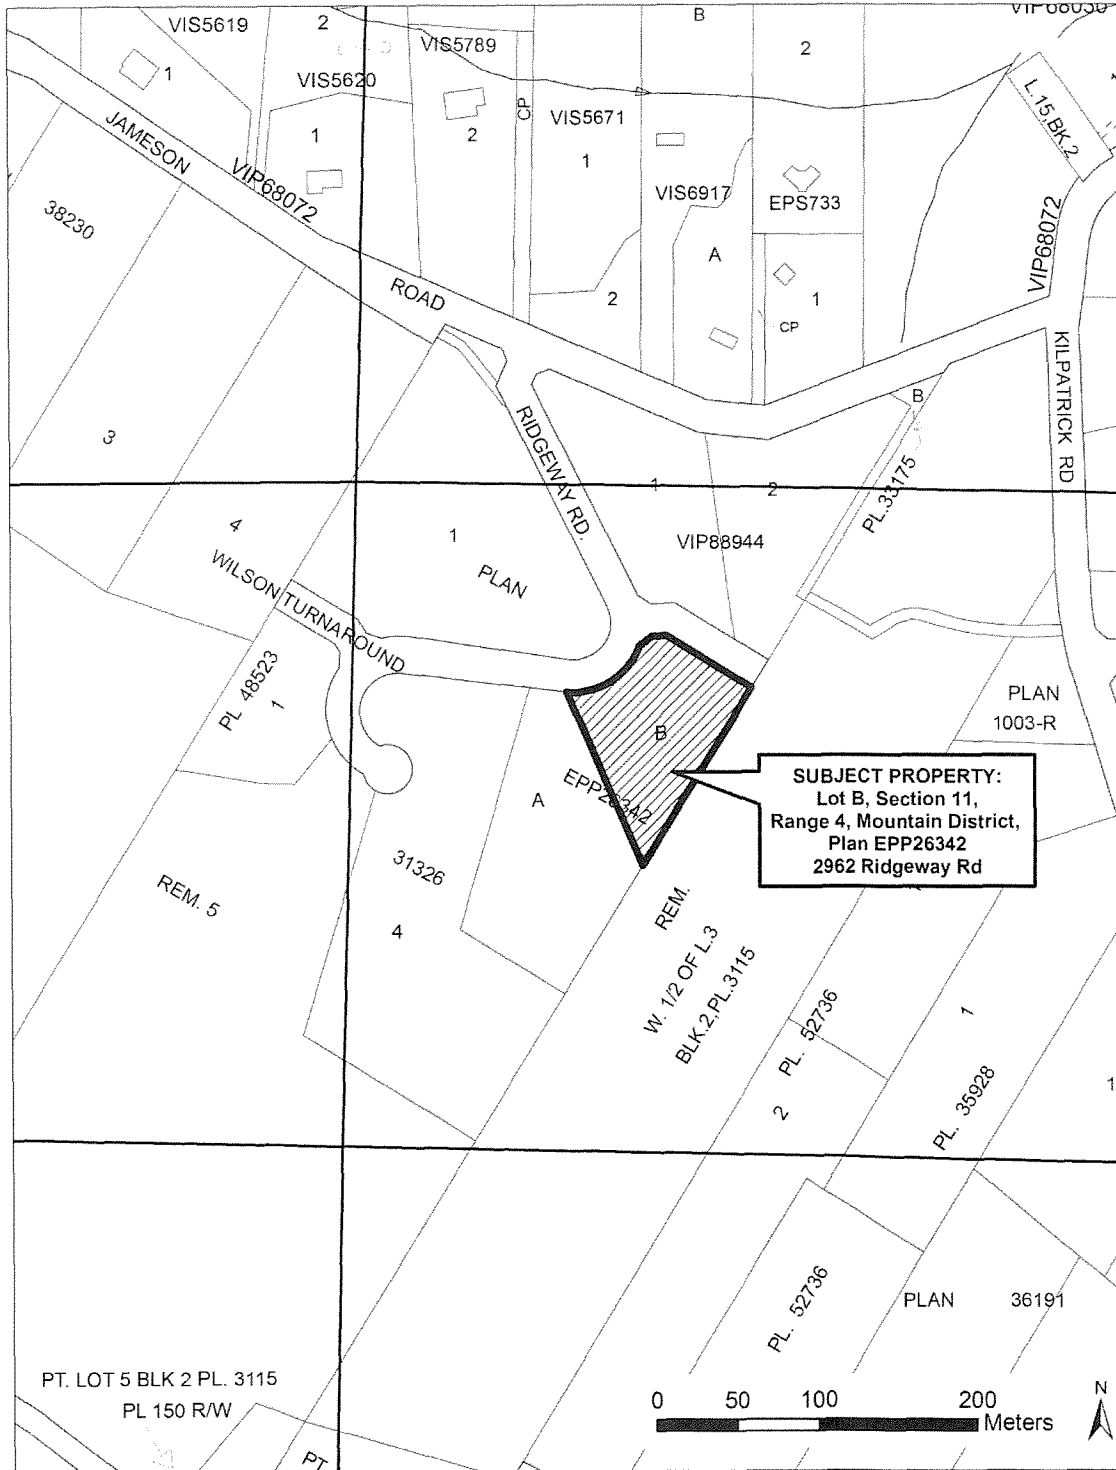 VIS5619
2
B
VIP68030
VIS5789
2
1
VIS5620
CP
VIS5671
L.15,BK.2
1
2
1
JAMESON
VIP68072
VIS6917
EPS733
38230
A
VIP68072
ROAD
2
1
CP
KILPATRICK RD
B
RIDGEWAY RD.
3
1
2
PL.33175
4
1
VIP88944
WILSON TURNAROUND
PLAN
PL. 48523
1
PLAN
1003-R
B
EPP26342
A
SUBJECT PROPERTY:
Lot B, Section 11,
Range 4, Mountain District,
Plan EPP26342
2962 Ridgeway Rd
31326
REM. 5
4
REM.
W. 1/2 OF L.3
BLK.2,PL.3115
PL. 52736
1
2
PL. 35928
1
PL. 52736
PLAN 36191
PT. LOT 5 BLK 2 PL. 3115
PL 150 R/W
PT
0 50 100 200
Meters
N